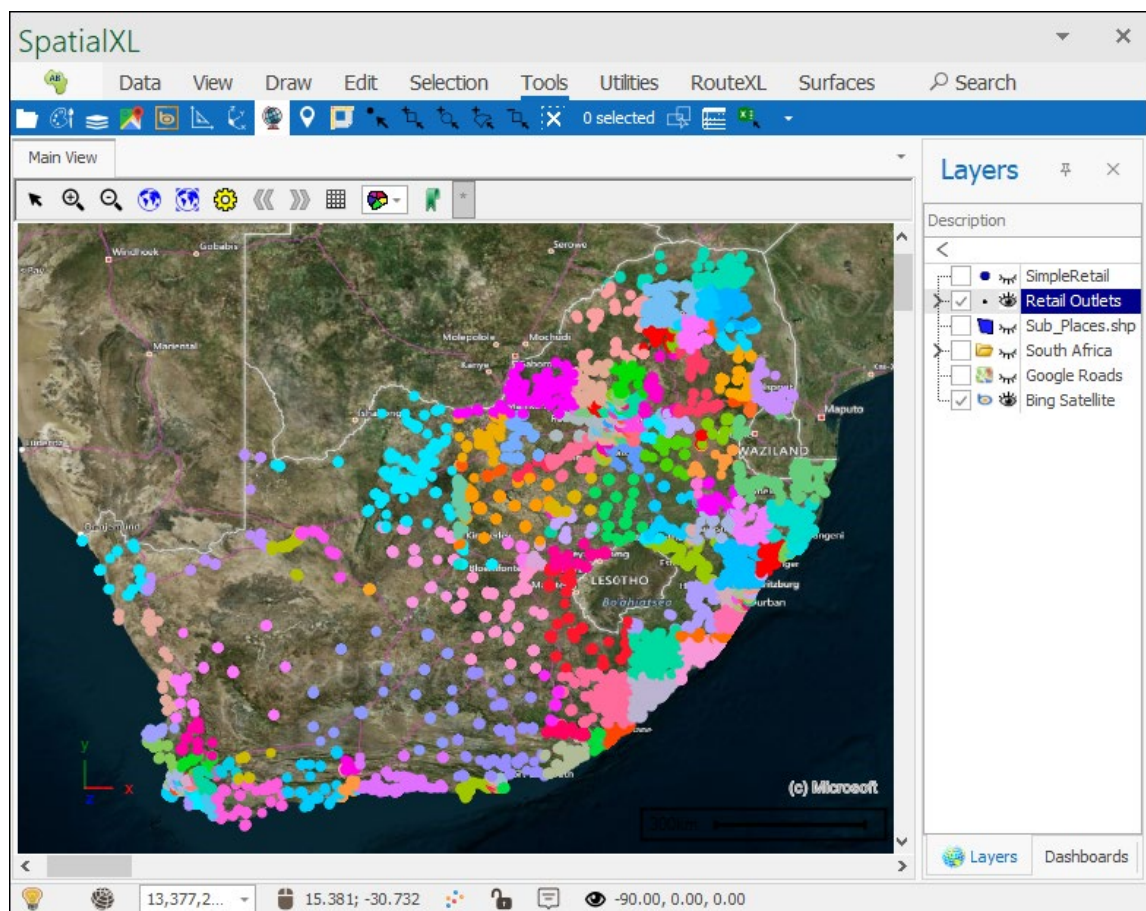 SpatialXL
Data View Draw Edit Selection Tools Utilities RouteXL Surfaces Search
0 selected
Main View
Layers
Description
SimpleRetail
Retail Outlets
Sub_Places.shp
South Africa
Google Roads
Bing Satellite
Windhoek
Gobabis
Serowe
Mariental
Molepolole
Mochudi
Kanye
Maputo
WAZILAND
LESOTHO
urban
y
x
z
(c) Microsoft
Layers Dashboards
13,377,2... 15.381; -30.732 -90.00, 0.00, 0.00